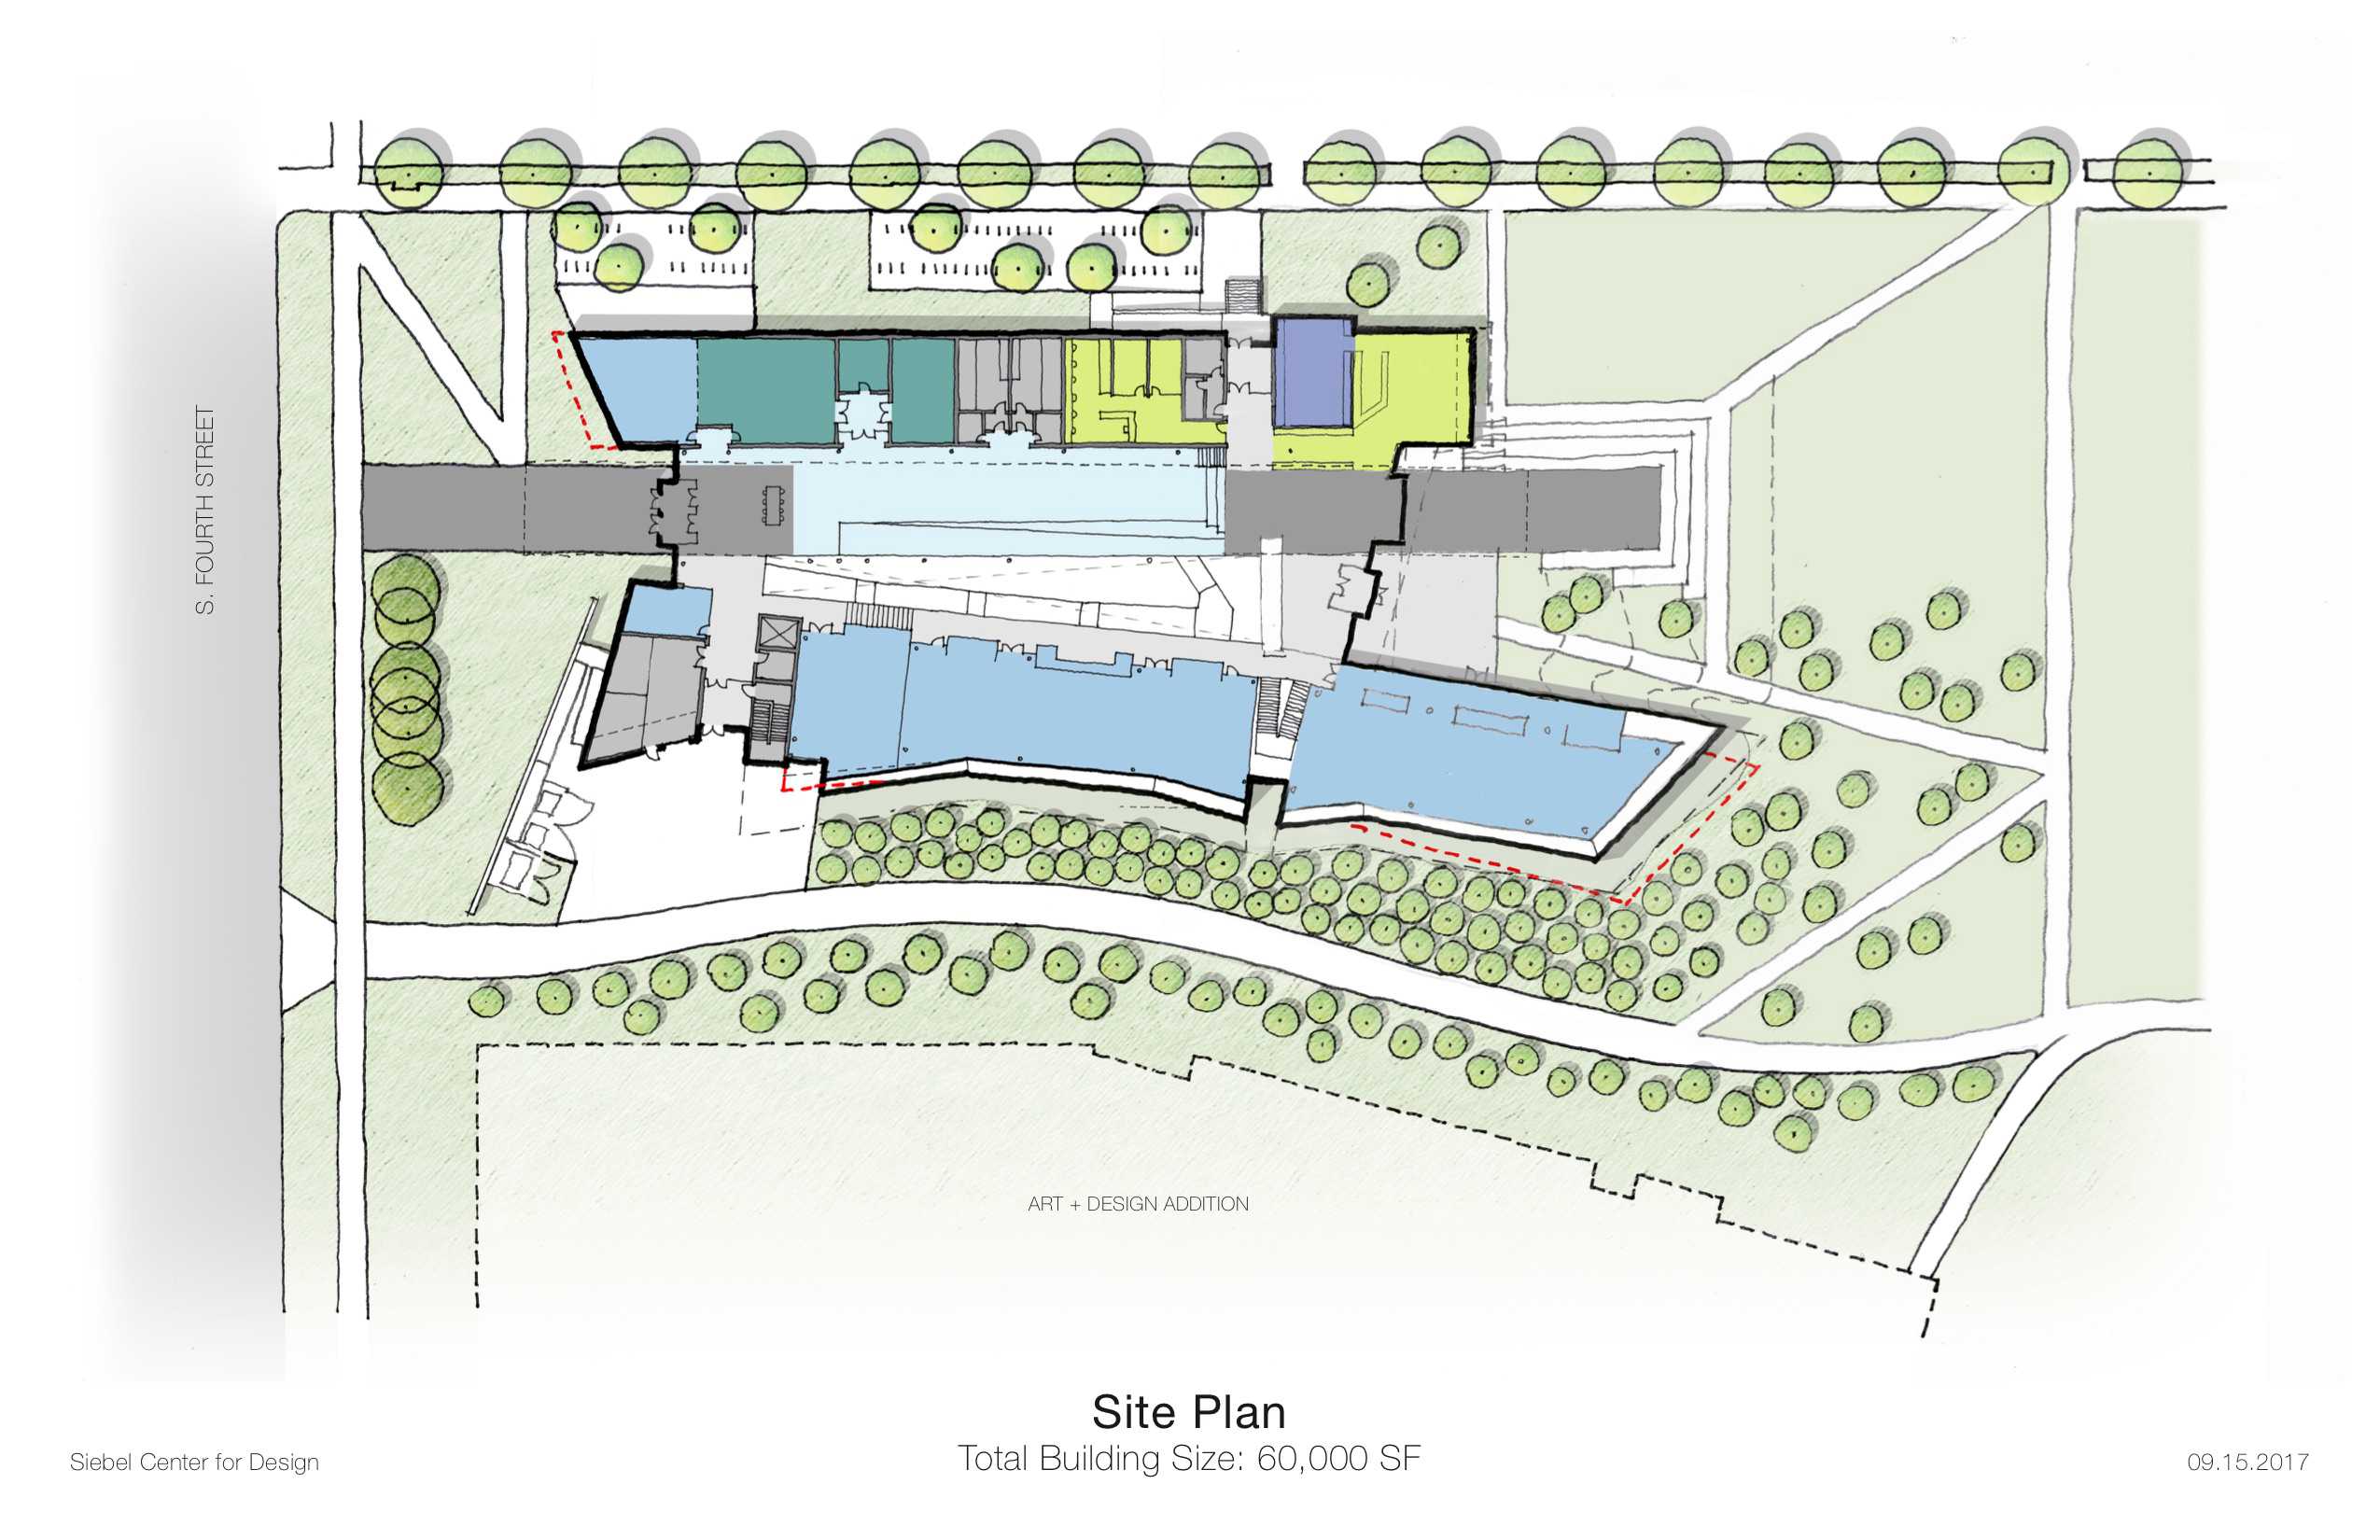 S. FOURTH STREET
ART + DESIGN ADDITION
Site Plan
Total Building Size: 60,000 SF
Siebel Center for Design
09.15.2017